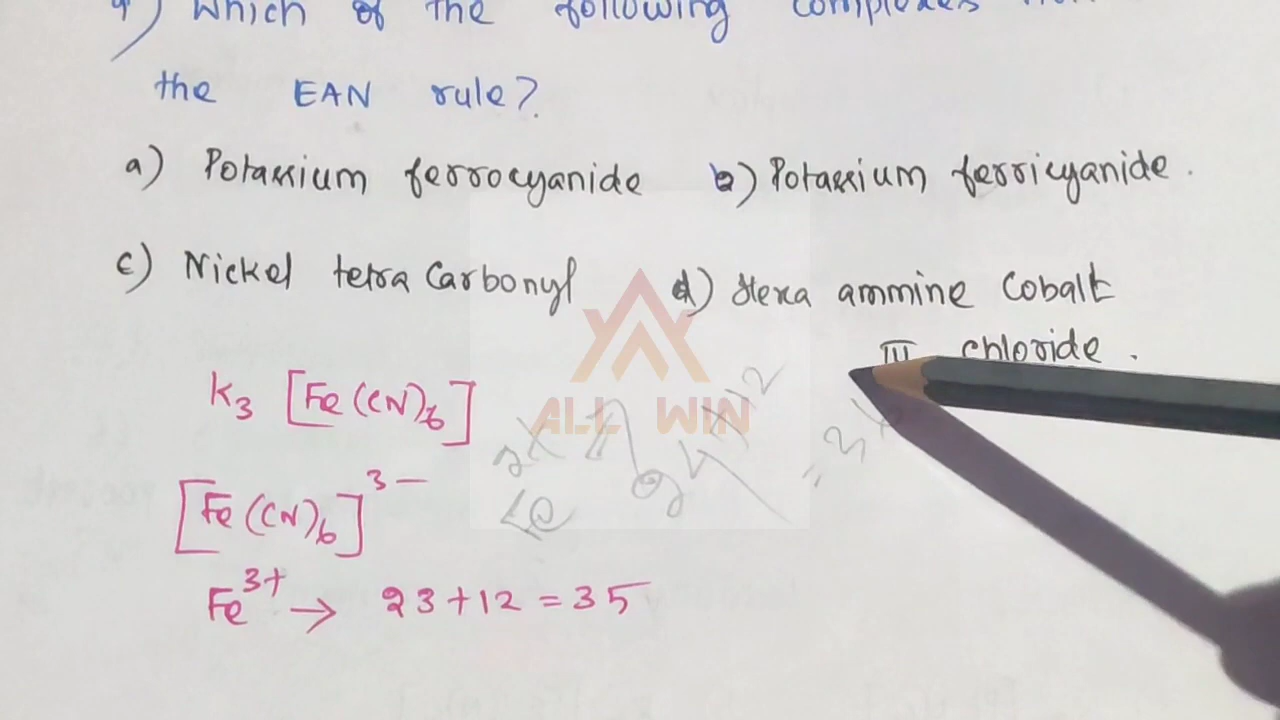 which of the following complexes
the EAN rule?
a) Potassium ferrocyanide b) Potassium ferricyanide.
c) Nickel tetra Carbonyl d) Hexa ammine Cobalt
III chloride.
K3 [Fe(CN)6]
ALL WIN
[Fe(CN)6]3−
Fe3+ → 23+12=35